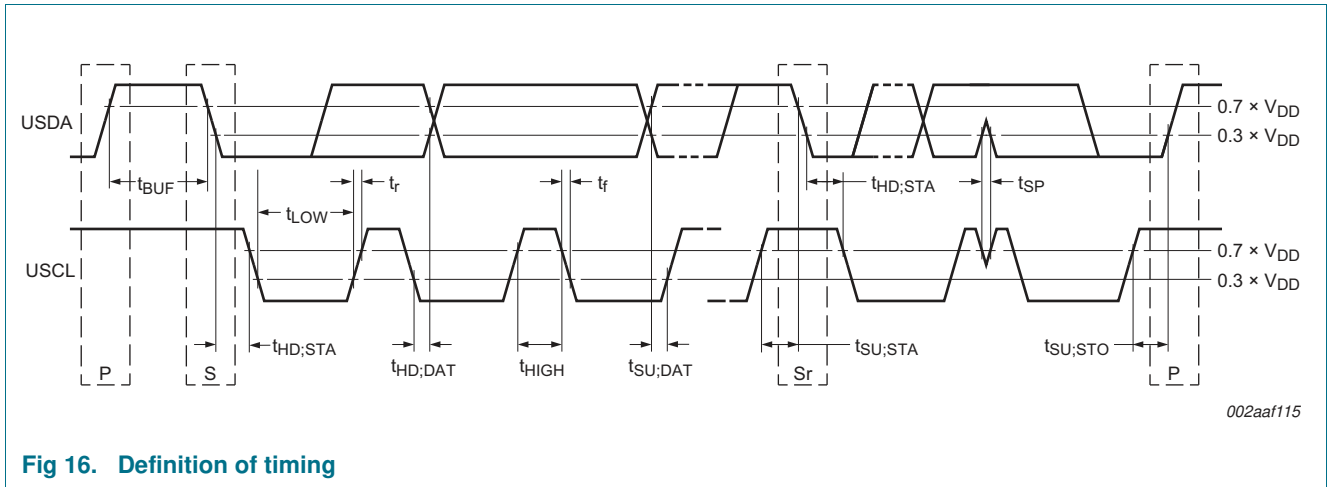 USDA
0.7 × VDD
0.3 × VDD
tBUF
tr
tf
tHD;STA
tSP
tLOW
USCL
0.7 × VDD
0.3 × VDD
tHD;STA
tHD;DAT
tHIGH
tSU;DAT
tSU;STA
tSU;STO
P
S
Sr
P
002aaf115
Fig 16. Definition of timing